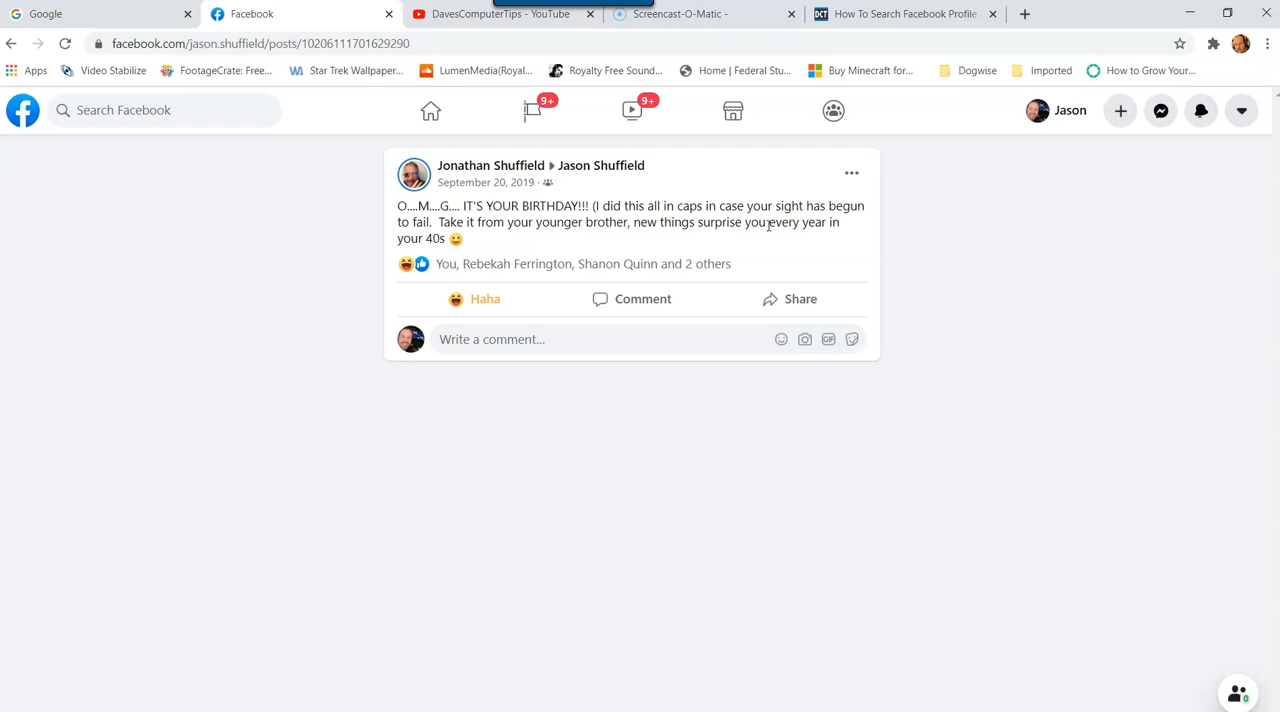 Google
Facebook
DavesComputerTips - YouTube
Screencast-O-Matic -
DCT How To Search Facebook Profile
facebook.com/jason.shuffield/posts/10206111701629290
Apps
Video Stabilize
FootageCrate: Free...
Star Trek Wallpaper...
LumenMedia(Royal...
Royalty Free Sound...
Home | Federal Stu...
Buy Minecraft for...
Dogwise
Imported
How to Grow Your...
Search Facebook
9+
9+
Jason
Jonathan Shuffield Jason Shuffield
September 20, 2019 ·
O....M....G.... IT'S YOUR BIRTHDAY!!! (I did this all in caps in case your sight has begun
to fail. Take it from your younger brother, new things surprise you every year in
your 40s 😉
You, Rebekah Ferrington, Shanon Quinn and 2 others
Haha
Comment
Share
Write a comment...
GIF
0